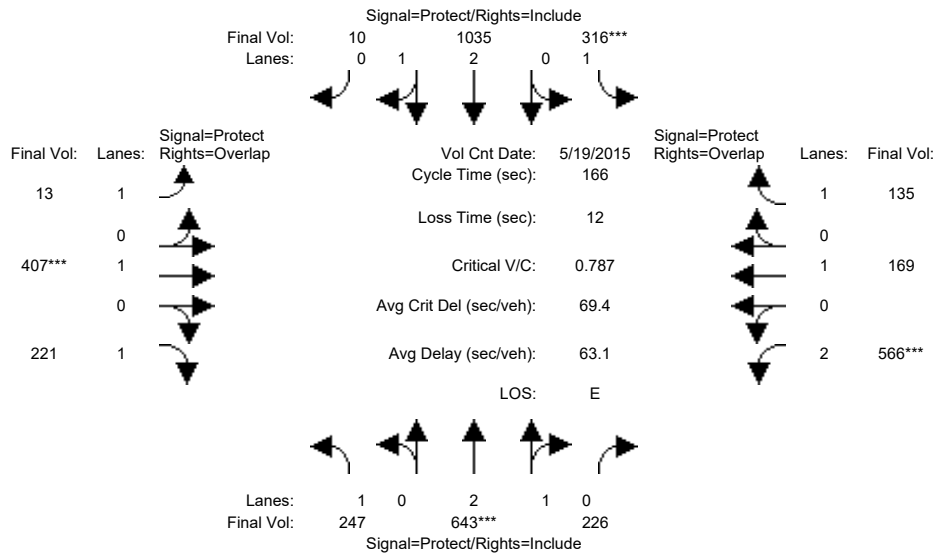 Signal=Protect/Rights=Include
Final Vol: 10 1035 316***
Lanes: 0 1 2 0 1
Signal=Protect Signal=Protect
Final Vol: Lanes: Rights=Overlap Vol Cnt Date: 5/19/2015 Rights=Overlap Lanes: Final Vol:
Cycle Time (sec): 166
13 1 1 135
Loss Time (sec): 12
0 0
407*** 1 Critical V/C: 0.787 1 169
0 Avg Crit Del (sec/veh): 69.4 0
221 1 Avg Delay (sec/veh): 63.1 2 566***
LOS: E
Lanes: 1 0 2 1 0
Final Vol: 247 643*** 226
Signal=Protect/Rights=Include